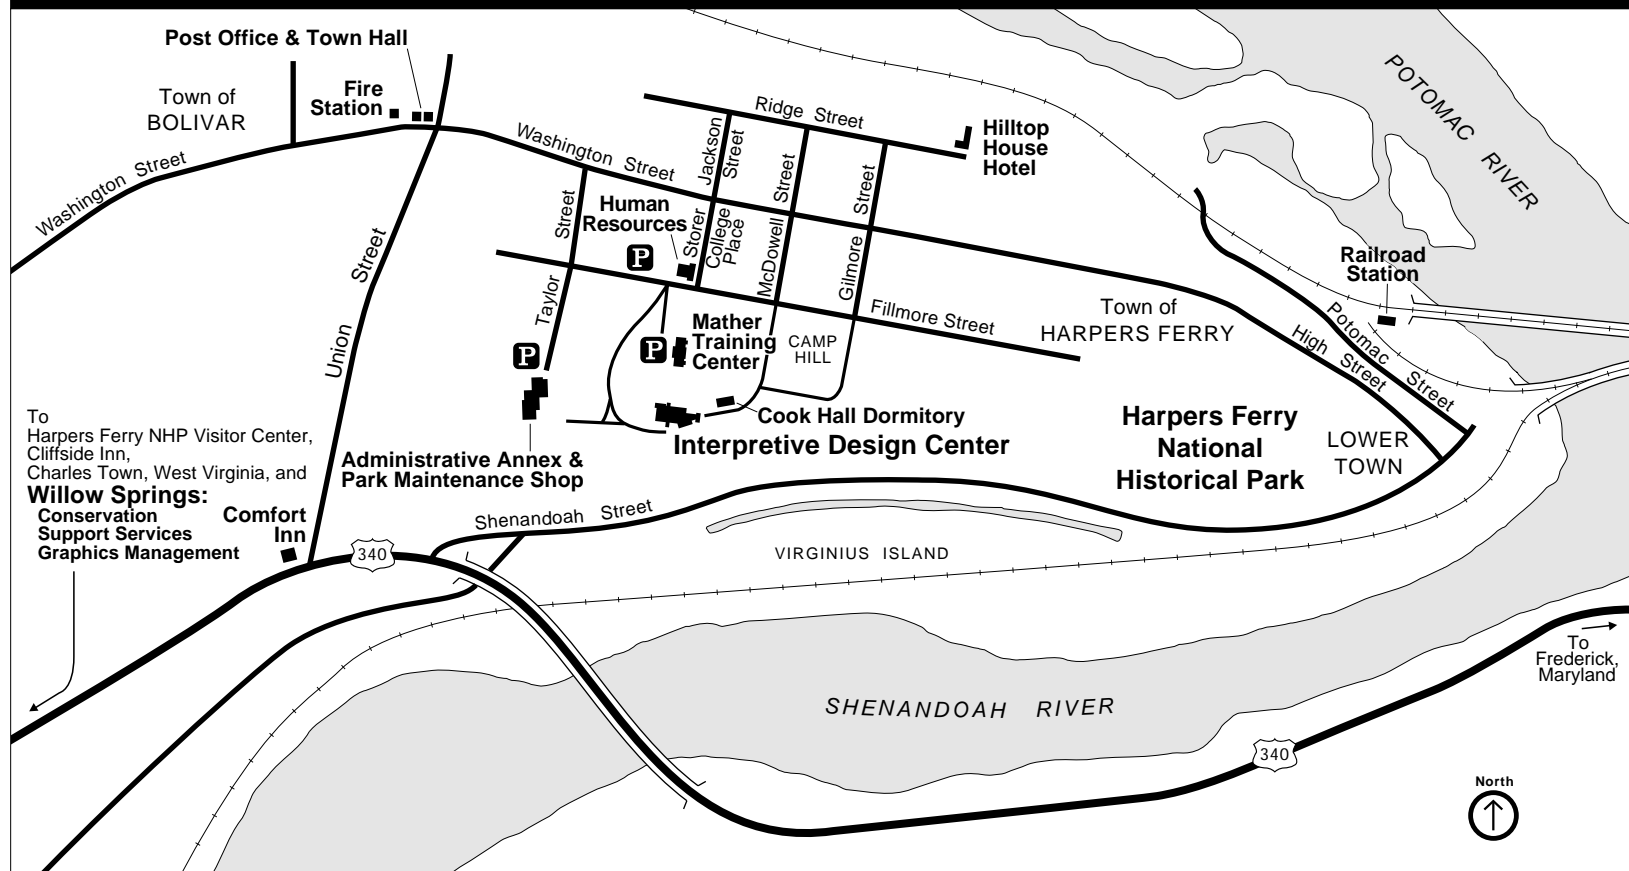 Post Office & Town Hall
Town of
BOLIVAR
Fire
Station
Washington Street
Washington Street
Ridge Street
Jackson
Street
Street
Street
Hilltop
House
Hotel
POTOMAC RIVER
Union Street
Street
Taylor
Human
Resources
P
Storer
College
Place
McDowell
Gilmore
Fillmore Street
Town of
HARPERS FERRY
Railroad
Station
High Street
Potomac Street
P
P
Mather
Training
Center
CAMP
HILL
Cook Hall Dormitory
Interpretive Design Center
Administrative Annex &
Park Maintenance Shop
Harpers Ferry
National
Historical Park
LOWER
TOWN
To
Harpers Ferry NHP Visitor Center,
Cliffside Inn,
Charles Town, West Virginia, and
Willow Springs:
Conservation
Support Services
Graphics Management
Comfort
Inn
340
Shenandoah Street
VIRGINIUS ISLAND
SHENANDOAH RIVER
To
Frederick,
Maryland
340
North